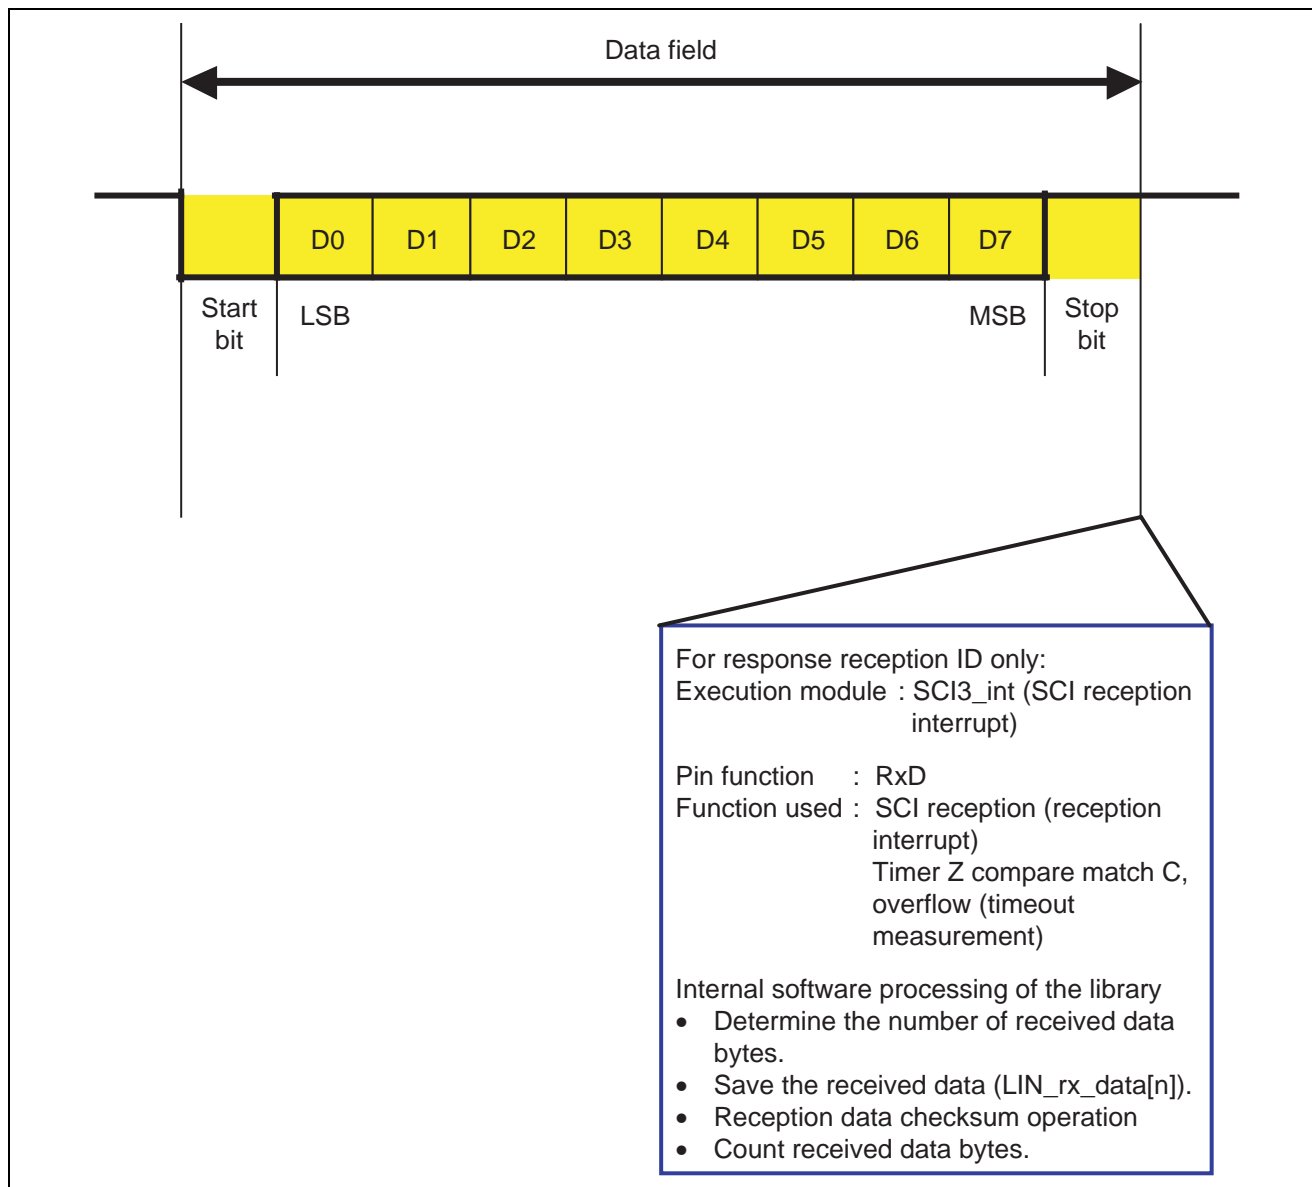 Data field
D0 D1 D2 D3 D4 D5 D6 D7
Start bit
LSB
MSB
Stop bit
For response reception ID only:
Execution module : SCI3_int (SCI reception
interrupt)
Pin function : RxD
Function used : SCI reception (reception
interrupt)
Timer Z compare match C,
overflow (timeout
measurement)
Internal software processing of the library
• Determine the number of received data
bytes.
• Save the received data (LIN_rx_data[n]).
• Reception data checksum operation
• Count received data bytes.